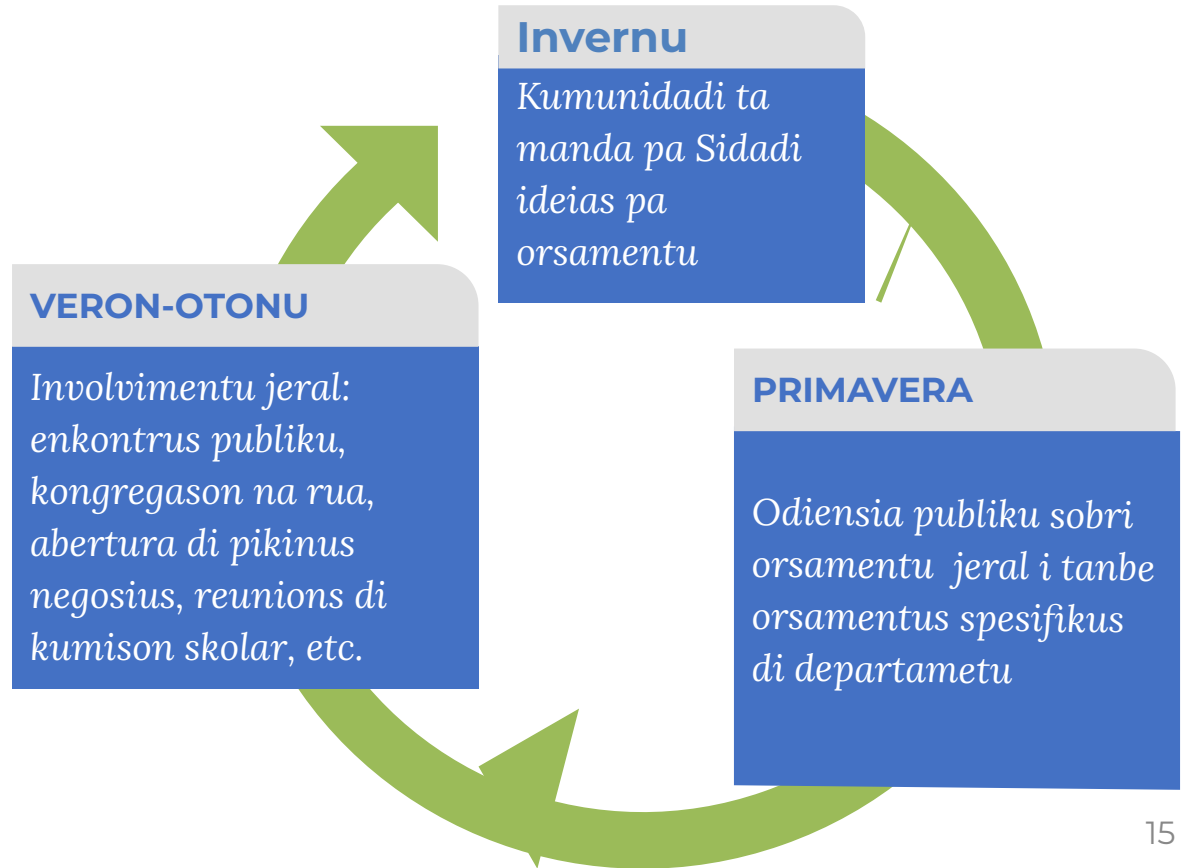 Invernu
Kumunidadi ta
manda pa Sidadi
ideias pa
orsamentu
PRIMAVERA
Odiensia publiku sobri
orsamentu jeral i tanbe
orsamentus spesifikus
di departametu
VERON-OTONU
Involvimentu jeral:
enkontrus publiku,
kongregason na rua,
abertura di pikinus
negosius, reunions di
kumison skolar, etc.
15